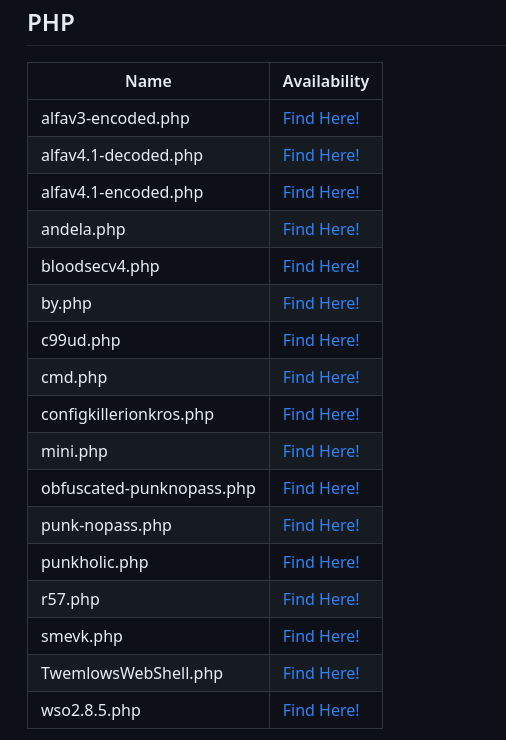 PHP
Name Availability
alfav3-encoded.php Find Here!
alfav4.1-decoded.php Find Here!
alfav4.1-encoded.php Find Here!
andela.php Find Here!
bloodsecv4.php Find Here!
by.php Find Here!
c99ud.php Find Here!
cmd.php Find Here!
configkillerionkros.php Find Here!
mini.php Find Here!
obfuscated-punknopass.php Find Here!
punk-nopass.php Find Here!
punkholic.php Find Here!
r57.php Find Here!
smevk.php Find Here!
TwemlowsWebShell.php Find Here!
wso2.8.5.php Find Here!